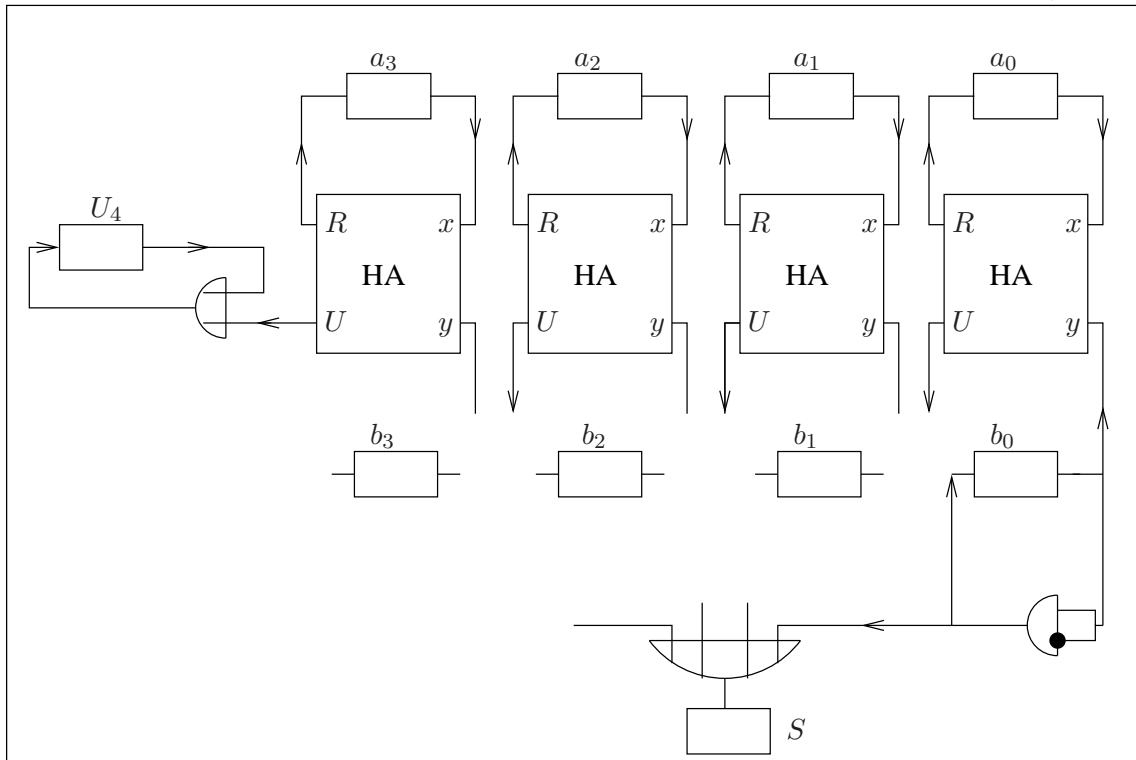 a₃ a₂ a₁ a₀
U₄
R x R x R x R x
HA HA HA HA
U y U y U y U y
b₃ b₂ b₁ b₀
S